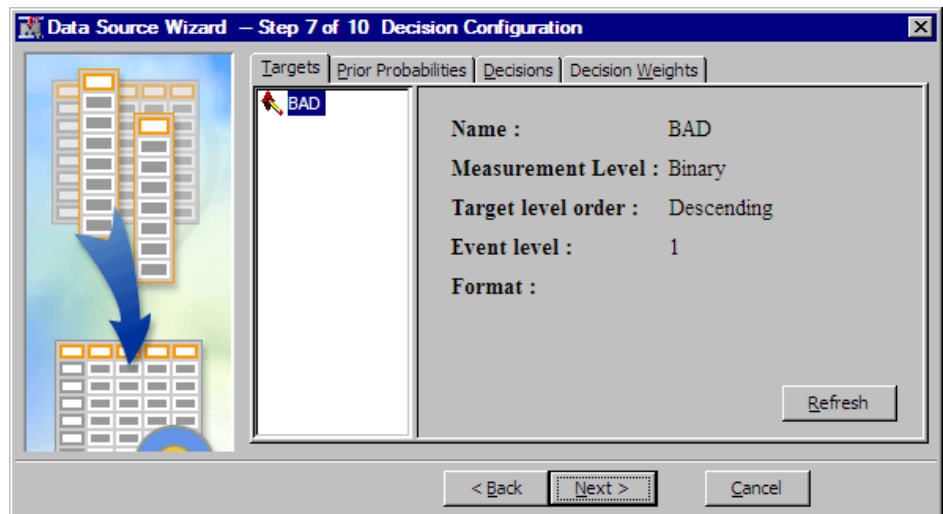 Data Source Wizard – Step 7 of 10 Decision Configuration
Targets Prior Probabilities Decisions Decision Weights
BAD
Name : BAD
Measurement Level : Binary
Target level order : Descending
Event level : 1
Format :
Refresh
< Back Next > Cancel